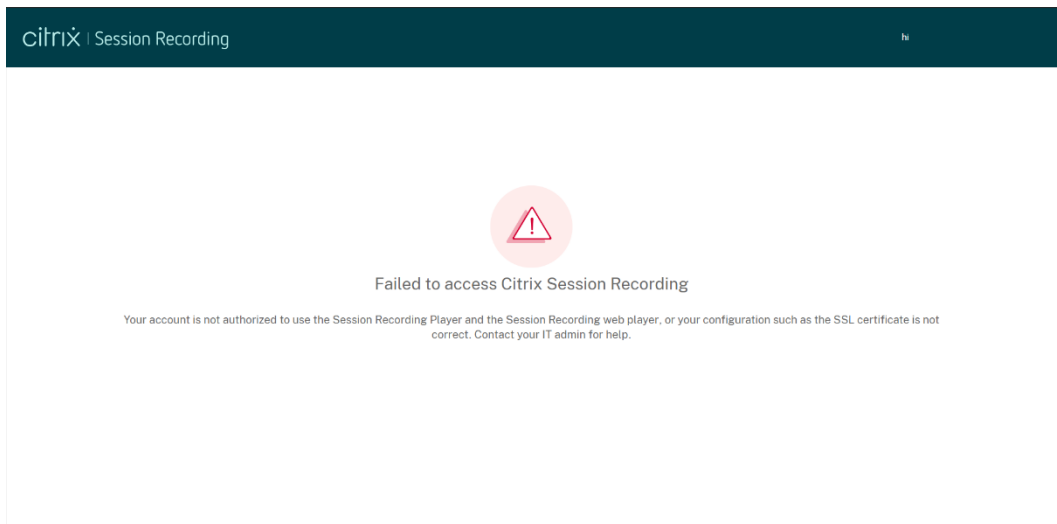 citrix | Session Recording
hi
Failed to access Citrix Session Recording
Your account is not authorized to use the Session Recording Player and the Session Recording web player, or your configuration such as the SSL certificate is not
correct. Contact your IT admin for help.